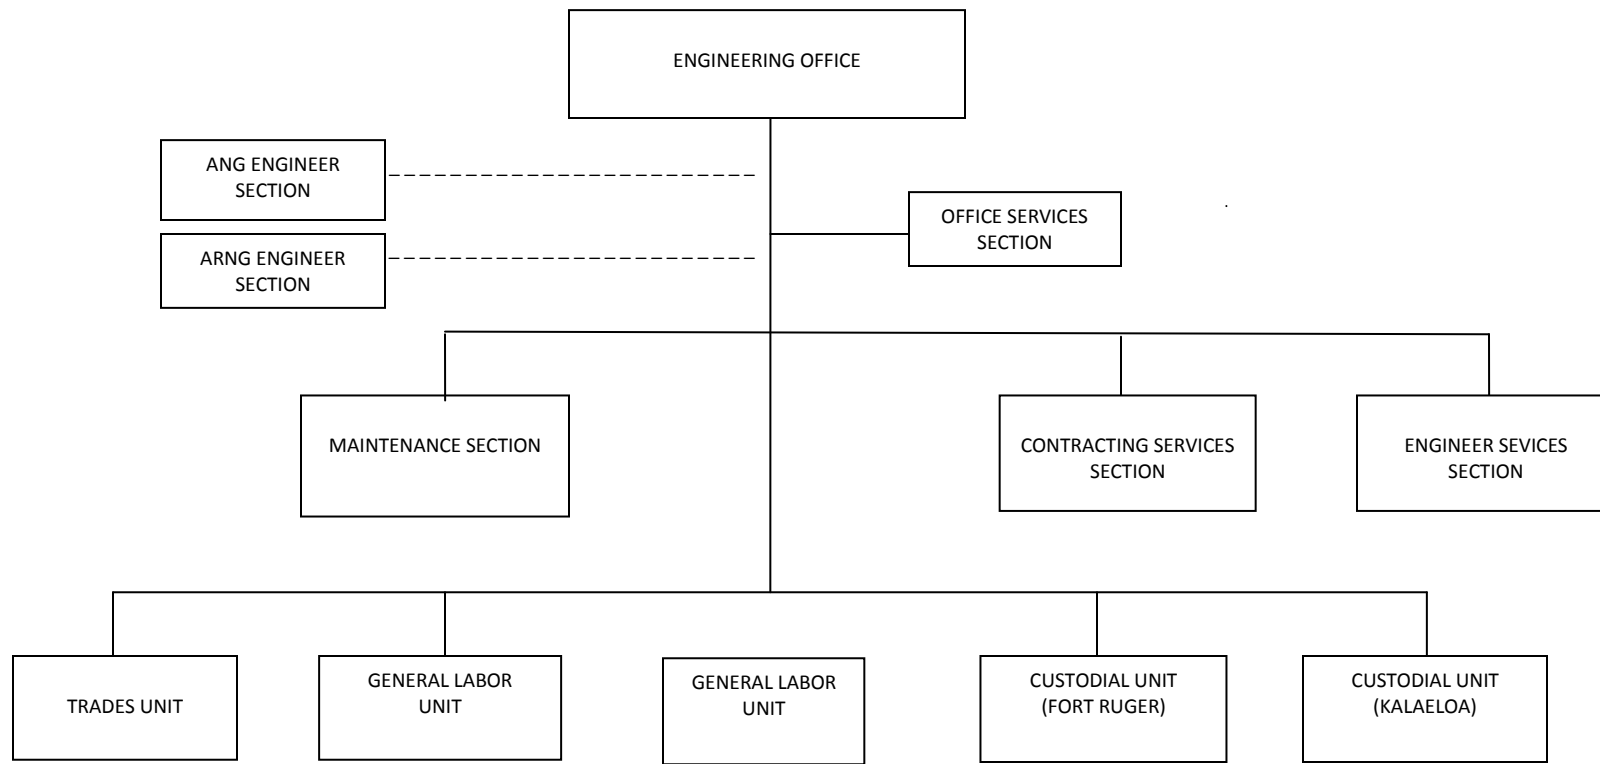 ENGINEERING OFFICE
ANG ENGINEER
SECTION
OFFICE SERVICES
SECTION
ARNG ENGINEER
SECTION
MAINTENANCE SECTION
CONTRACTING SERVICES
SECTION
ENGINEER SEVICES
SECTION
TRADES UNIT
GENERAL LABOR
UNIT
GENERAL LABOR
UNIT
CUSTODIAL UNIT
(FORT RUGER)
CUSTODIAL UNIT
(KALAELOA)